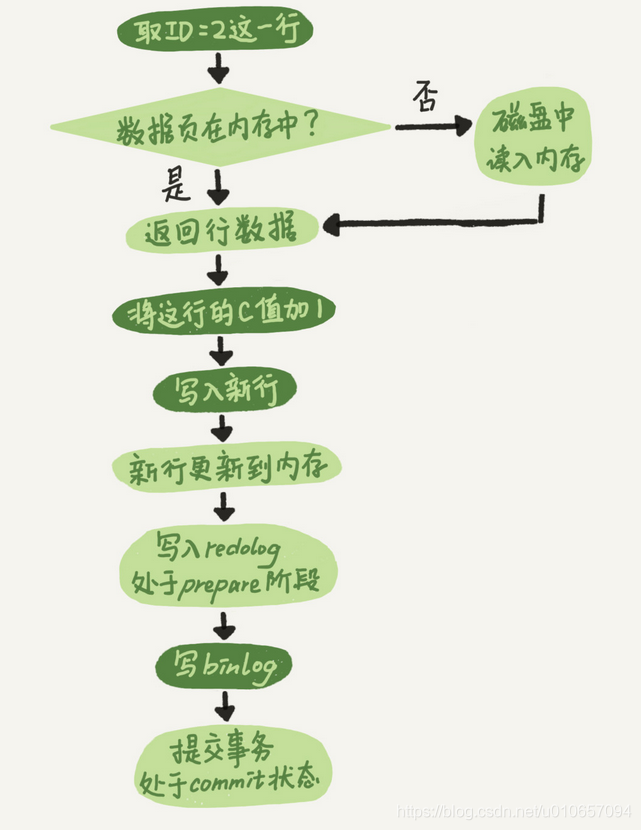 取ID=2这一行
数据页在内存中？
否
磁盘中
读入内存
是
返回行数据
将这行的C值加1
写入新行
新行更新到内存
写入redolog
处于prepare阶段
写binlog
提交事务
处于commit状态
https://blog.csdn.net/u010657094